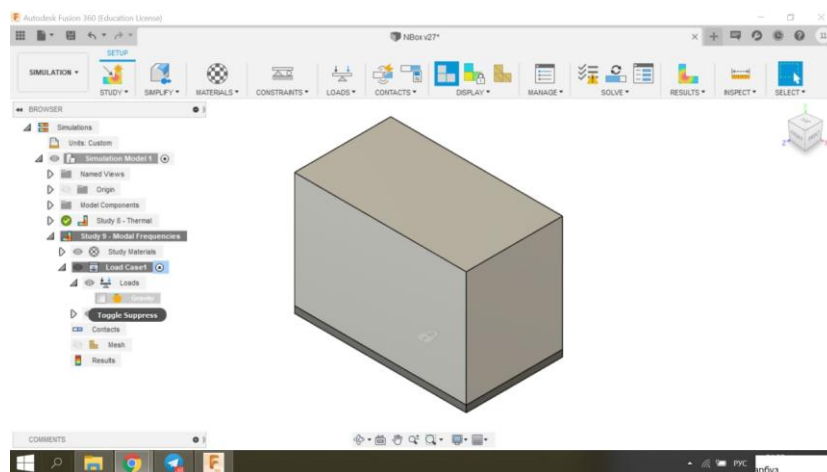 Autodesk Fusion 360 (Education License)
NBox v27*
SETUP
SIMULATION
STUDY
SIMPLIFY
MATERIALS
CONSTRAINTS
LOADS
CONTACTS
DISPLAY
MANAGE
SOLVE
RESULTS
INSPECT
SELECT
BROWSER
Simulations
Units: Custom
Simulation Model 1
Named Views
Origin
Model Components
Study 8 - Thermal
Study 9 - Modal Frequencies
Study Materials
Load Case1
Loads
Gravity
Toggle Suppress
Contacts
Mesh
Results
COMMENTS
РУС